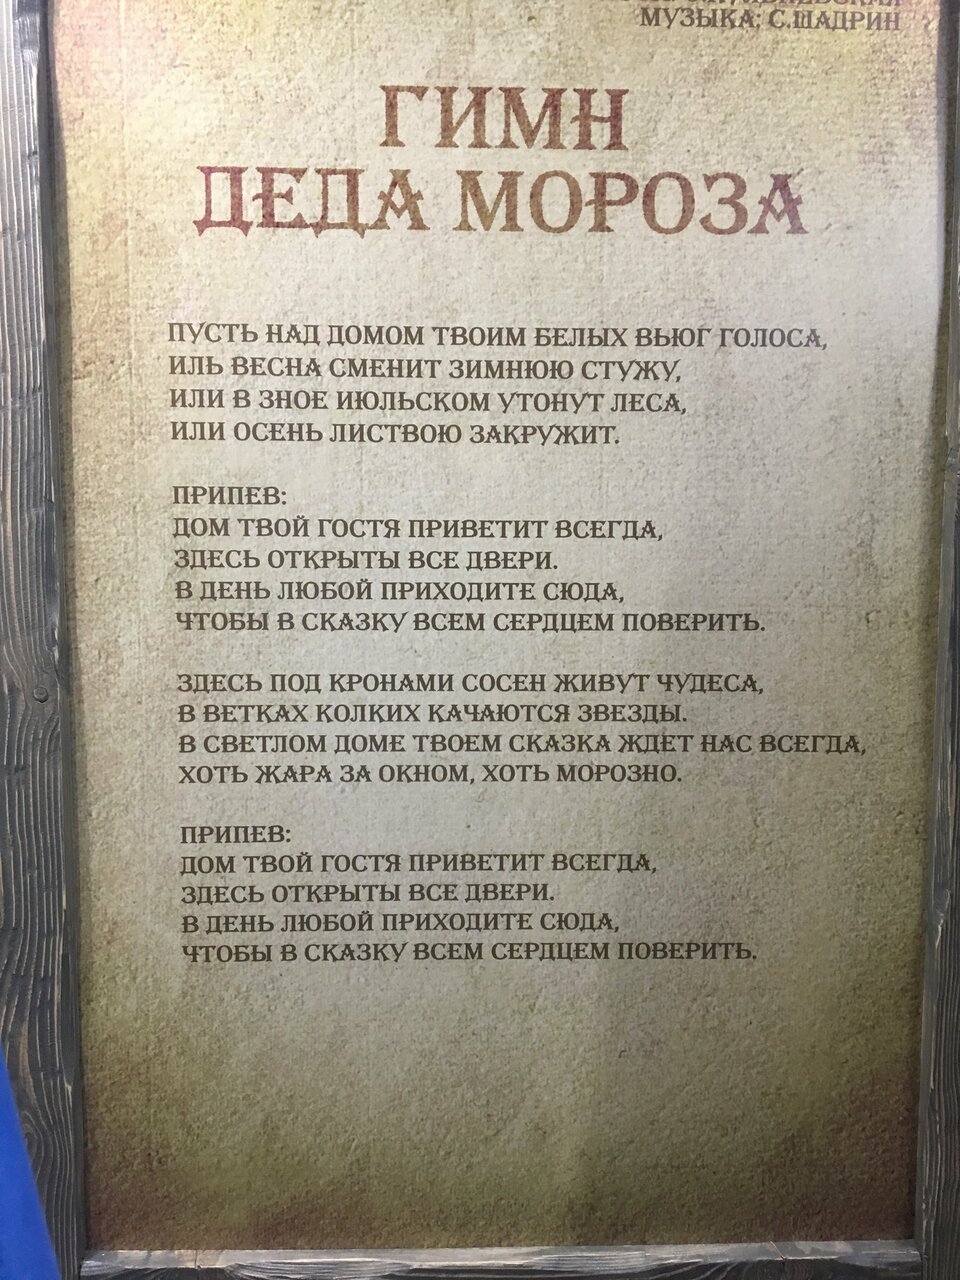 МУЗЫКА: С.ШАДРИН
ГИМН
ДЕДА МОРОЗА
ПУСТЬ НАД ДОМОМ ТВОИМ БЕЛЫХ ВЬЮГ ГОЛОСА,
ИЛЬ ВЕСНА СМЕНИТ ЗИМНЮЮ СТУЖУ,
ИЛИ В ЗНОЕ ИЮЛЬСКОМ УТОНУТ ЛЕСА,
ИЛИ ОСЕНЬ ЛИСТВОЮ ЗАКРУЖИТ.
ПРИПЕВ:
ДОМ ТВОЙ ГОСТЯ ПРИВЕТИТ ВСЕГДА,
ЗДЕСЬ ОТКРЫТЫ ВСЕ ДВЕРИ.
В ДЕНЬ ЛЮБОЙ ПРИХОДИТЕ СЮДА,
ЧТОБЫ В СКАЗКУ ВСЕМ СЕРДЦЕМ ПОВЕРИТЬ.
ЗДЕСЬ ПОД КРОНАМИ СОСЕН ЖИВУТ ЧУДЕСА,
В ВЕТКАХ КОЛКИХ КАЧАЮТСЯ ЗВЕЗДЫ.
В СВЕТЛОМ ДОМЕ ТВОЕМ СКАЗКА ЖДЕТ НАС ВСЕГДА,
ХОТЬ ЖАРА ЗА ОКНОМ, ХОТЬ МОРОЗНО.
ПРИПЕВ:
ДОМ ТВОЙ ГОСТЯ ПРИВЕТИТ ВСЕГДА,
ЗДЕСЬ ОТКРЫТЫ ВСЕ ДВЕРИ.
В ДЕНЬ ЛЮБОЙ ПРИХОДИТЕ СЮДА,
ЧТОБЫ В СКАЗКУ ВСЕМ СЕРДЦЕМ ПОВЕРИТЬ.